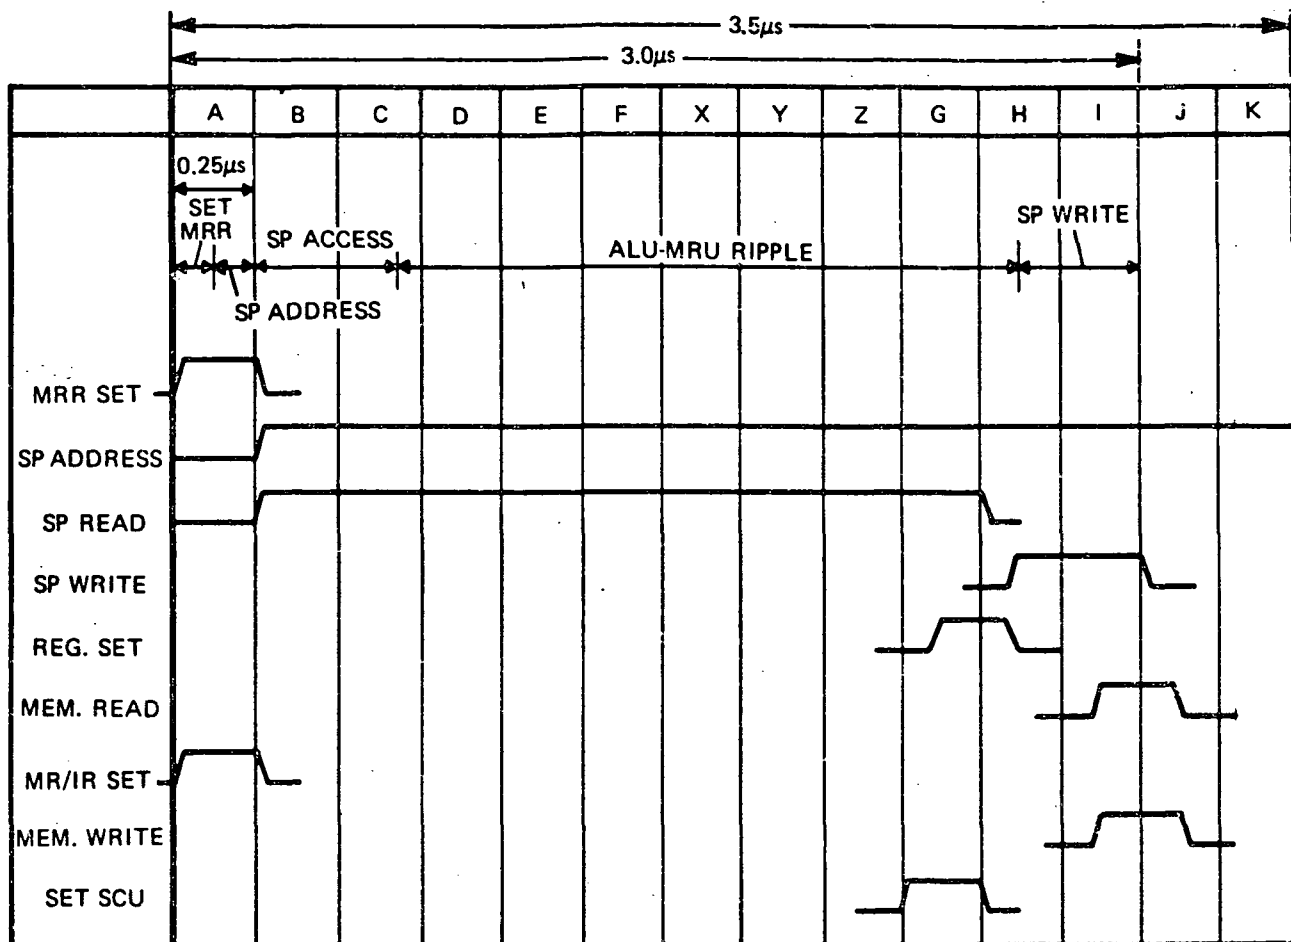 3.5µs
3.0µs
A B C D E F X Y Z G H I J K
0.25µs
SET
MRR
SP ACCESS
ALU-MRU RIPPLE
SP WRITE
SP ADDRESS
MRR SET
SP ADDRESS
SP READ
SP WRITE
REG. SET
MEM. READ
MR/IR SET
MEM. WRITE
SET SCU